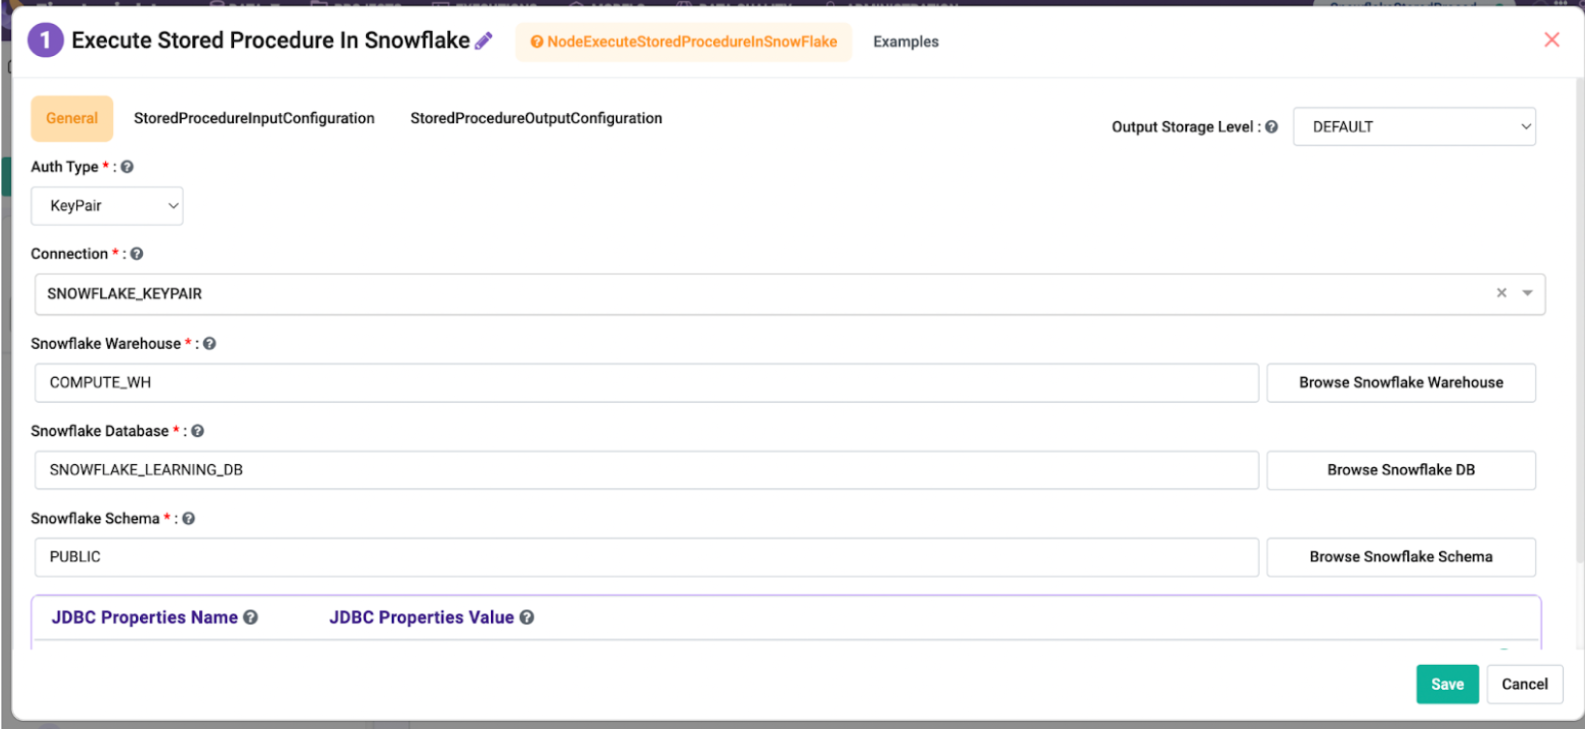 1 Execute Stored Procedure In Snowflake NodeExecuteStoredProcedureInSnowFlake Examples
General StoredProcedureInputConfiguration StoredProcedureOutputConfiguration
Output Storage Level : DEFAULT
Auth Type * :
KeyPair
Connection * :
SNOWFLAKE_KEYPAIR
Snowflake Warehouse * :
COMPUTE_WH Browse Snowflake Warehouse
Snowflake Database * :
SNOWFLAKE_LEARNING_DB Browse Snowflake DB
Snowflake Schema * :
PUBLIC Browse Snowflake Schema
JDBC Properties Name JDBC Properties Value
Save Cancel